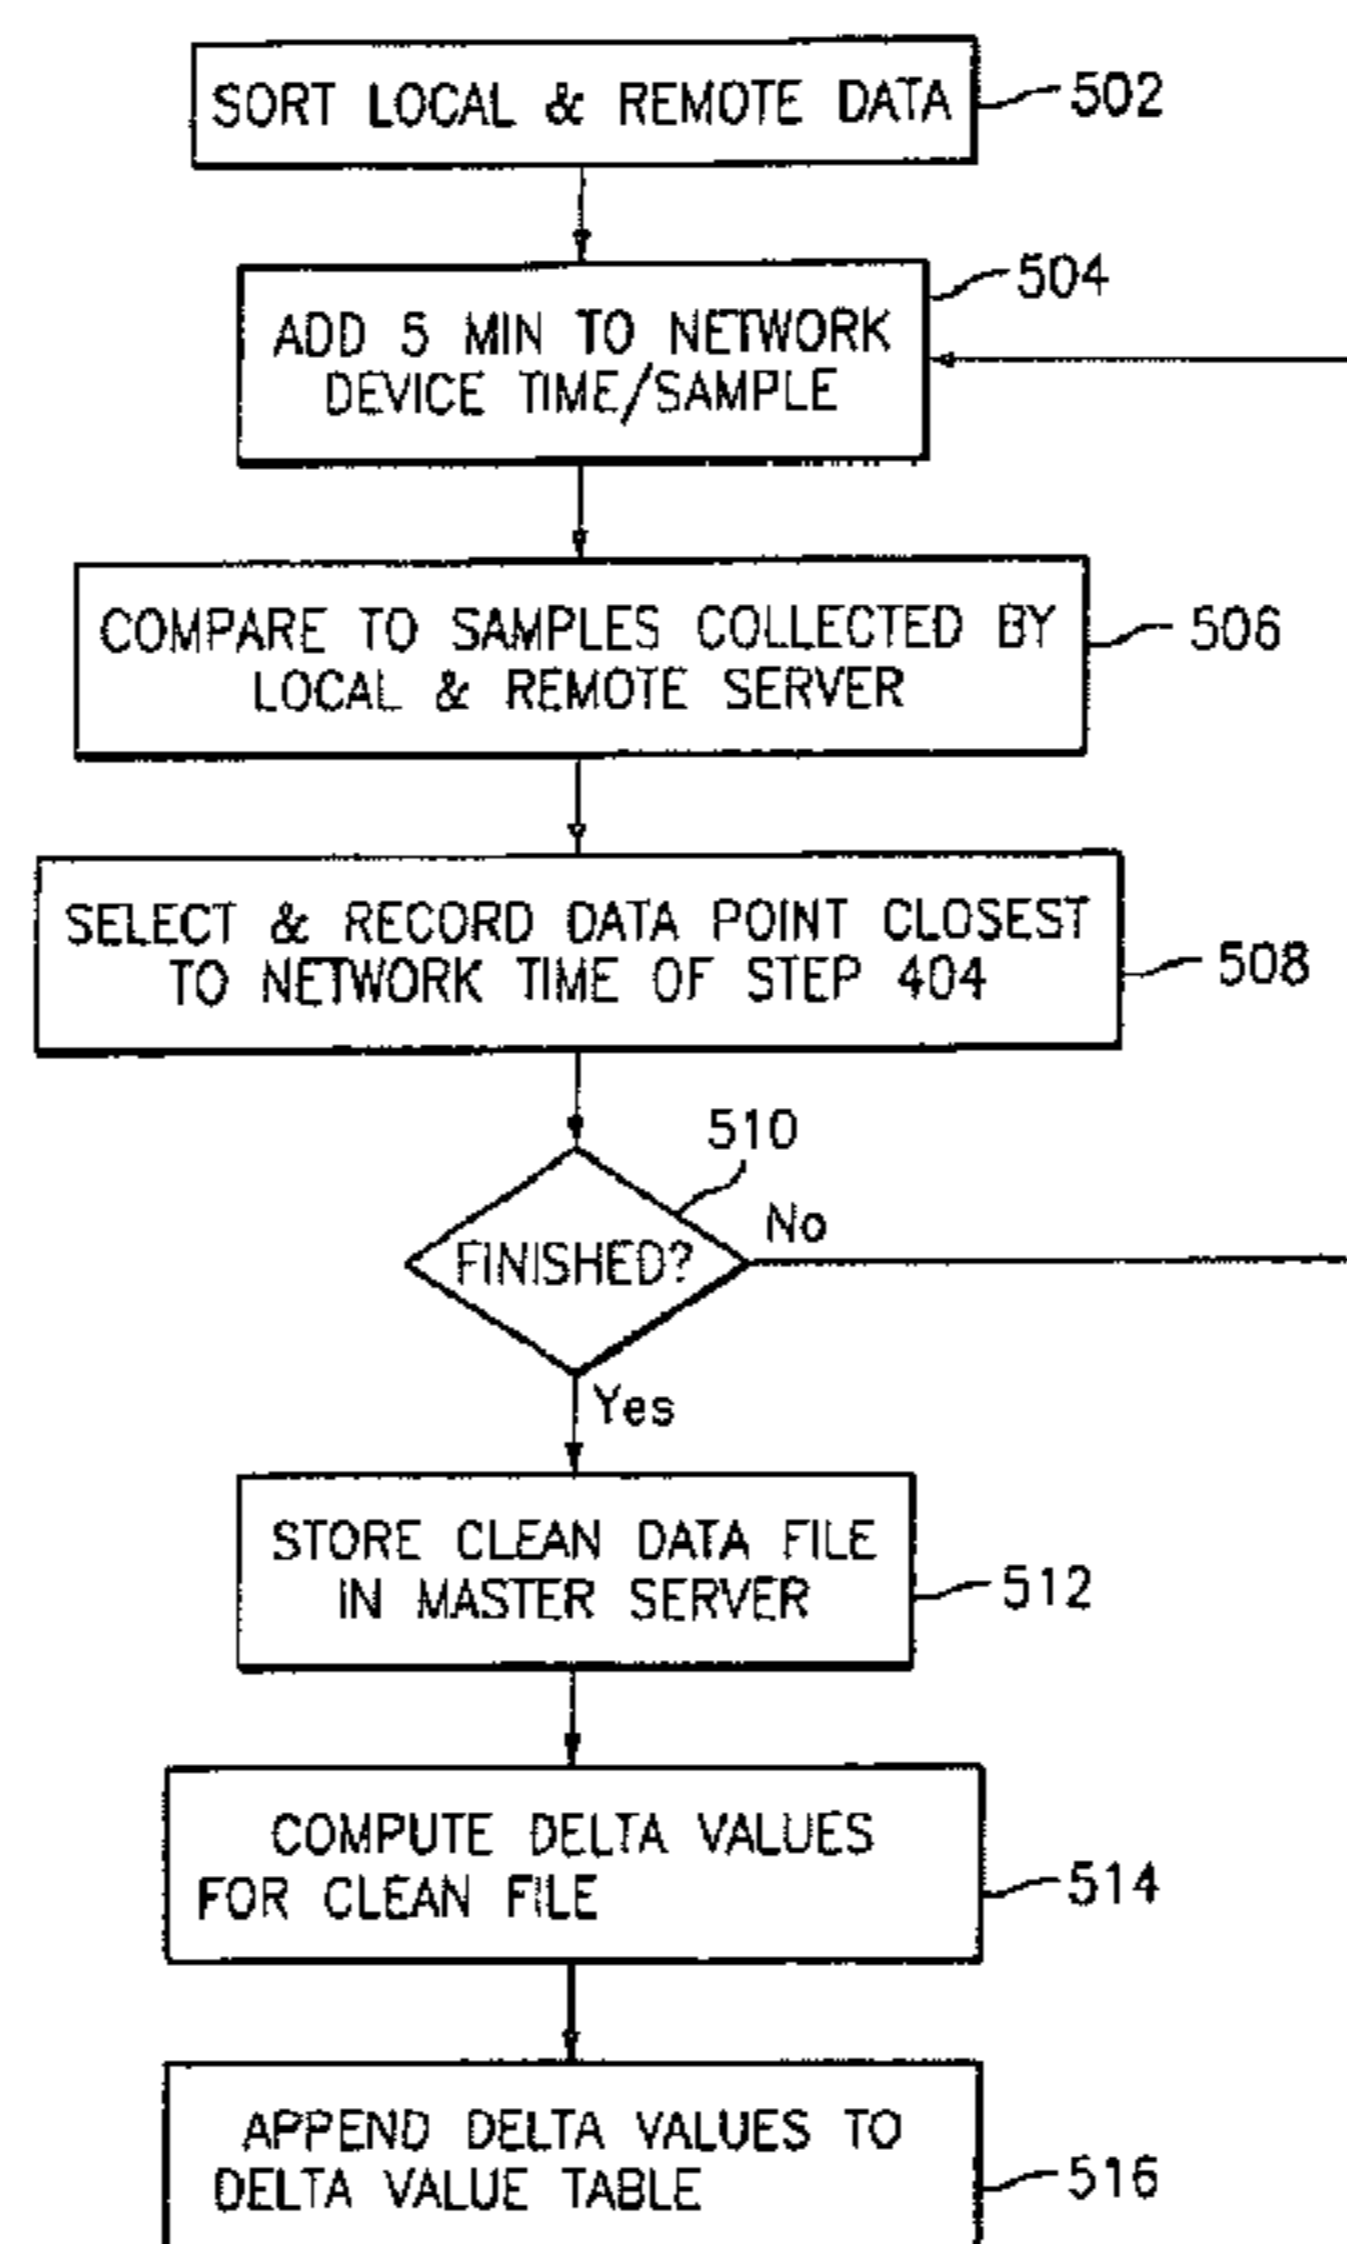 SORT LOCAL & REMOTE DATA
502
504
ADD 5 MIN TO NETWORK
DEVICE TIME/SAMPLE
COMPARE TO SAMPLES COLLECTED BY
LOCAL & REMOTE SERVER
506
SELECT & RECORD DATA POINT CLOSEST
TO NETWORK TIME OF STEP 404
508
510
FINISHED?
No
Yes
STORE CLEAN DATA FILE
IN MASTER SERVER
512
COMPUTE DELTA VALUES
FOR CLEAN FILE
514
APPEND DELTA VALUES TO
DELTA VALUE TABLE
516